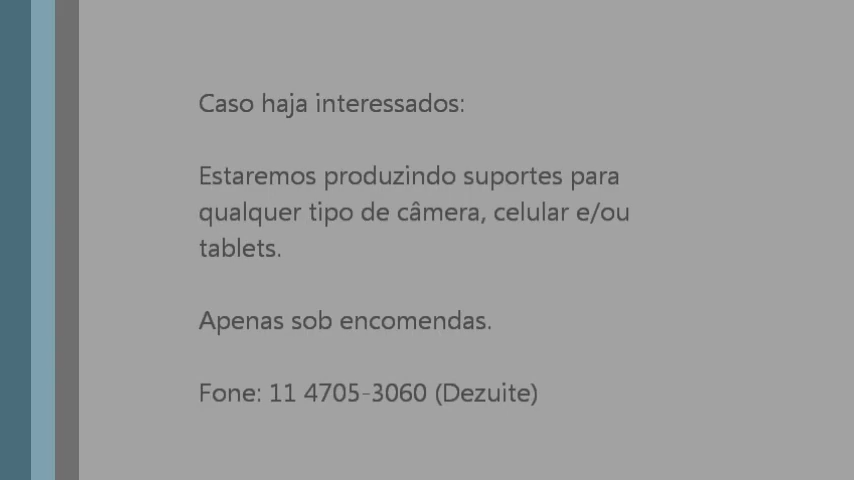 Caso haja interessados:
Estaremos produzindo suportes para
qualquer tipo de câmera, celular e/ou
tablets.
Apenas sob encomendas.
Fone: 11 4705-3060 (Dezuite)